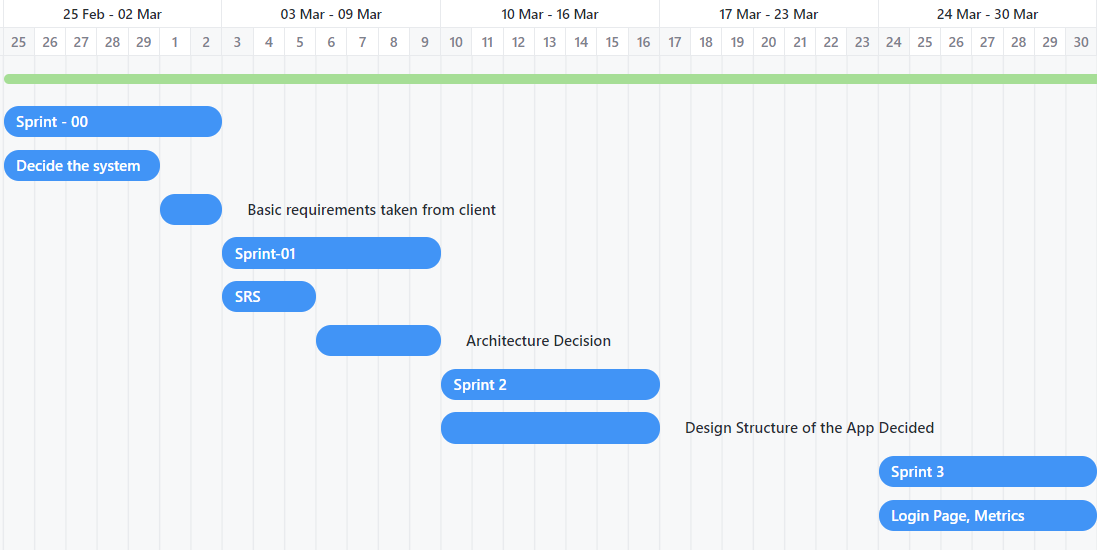 25 Feb - 02 Mar 03 Mar - 09 Mar 10 Mar - 16 Mar 17 Mar - 23 Mar 24 Mar - 30 Mar
25 26 27 28 29 1 2 3 4 5 6 7 8 9 10 11 12 13 14 15 16 17 18 19 20 21 22 23 24 25 26 27 28 29 30
Sprint - 00
Decide the system
Basic requirements taken from client
Sprint-01
SRS
Architecture Decision
Sprint 2
Design Structure of the App Decided
Sprint 3
Login Page, Metrics